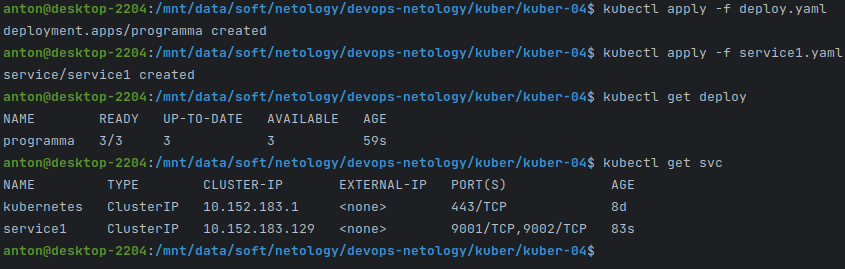 anton@desktop-2204:/mnt/data/soft/netology/devops-netology/kuber/kuber-04$ kubectl apply -f deploy.yaml
deployment.apps/programma created
anton@desktop-2204:/mnt/data/soft/netology/devops-netology/kuber/kuber-04$ kubectl apply -f service1.yaml
service/service1 created
anton@desktop-2204:/mnt/data/soft/netology/devops-netology/kuber/kuber-04$ kubectl get deploy
NAME        READY   UP-TO-DATE   AVAILABLE   AGE
programma   3/3     3            3           59s
anton@desktop-2204:/mnt/data/soft/netology/devops-netology/kuber/kuber-04$ kubectl get svc
NAME         TYPE        CLUSTER-IP       EXTERNAL-IP   PORT(S)             AGE
kubernetes   ClusterIP   10.152.183.1     <none>        443/TCP             8d
service1     ClusterIP   10.152.183.129   <none>        9001/TCP,9002/TCP   83s
anton@desktop-2204:/mnt/data/soft/netology/devops-netology/kuber/kuber-04$